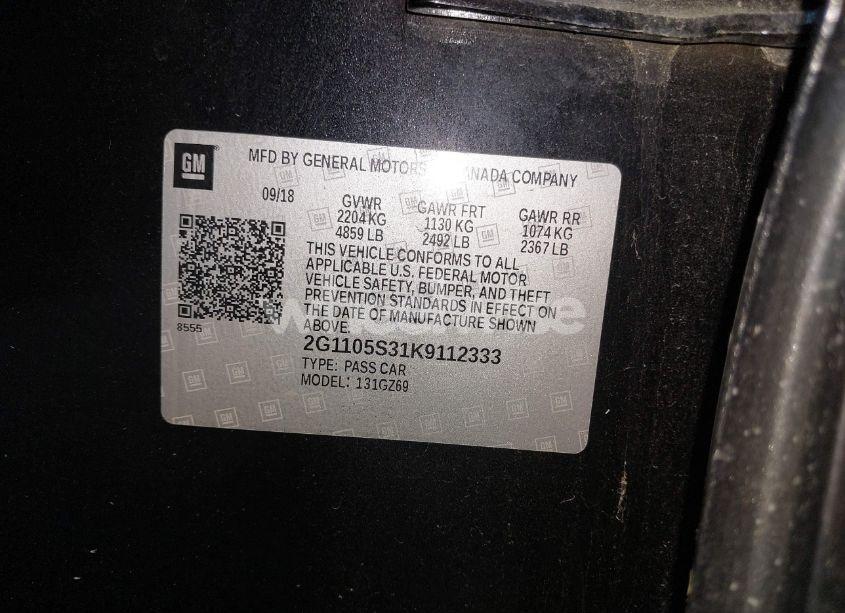 GM
MFD BY GENERAL MOTORS CANADA COMPANY
09/18
GVWR
2204 KG
4859 LB
GAWR FRT
1130 KG
2492 LB
GAWR RR
1074 KG
2367 LB
THIS VEHICLE CONFORMS TO ALL
APPLICABLE U.S. FEDERAL MOTOR
VEHICLE SAFETY, BUMPER, AND THEFT
PREVENTION STANDARDS IN EFFECT ON
THE DATE OF MANUFACTURE SHOWN
ABOVE.
8555
2G1105S31K9112333
TYPE: PASS CAR
MODEL: 131GZ69